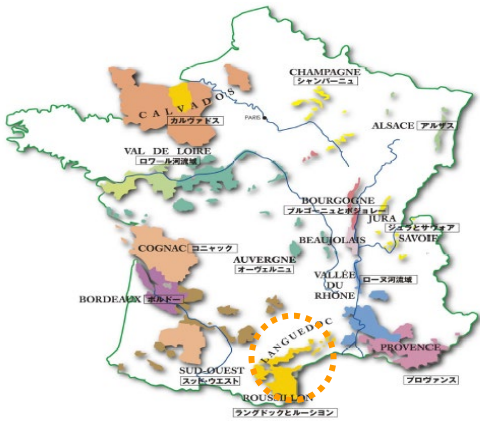 CHAMPAGNE
シャンパーニュ
CALVADOS
カルヴァドス
PARIS
ALSACE アルザス
VAL DE LOIRE
ロワール河流域
BOURGOGNE
ブルゴーニュとボジョレー
JURA
ジュラとサヴォア
SAVOIE
BEAUJOLAIS
COGNAC コニャック
AUVERGNE
オーヴェルニュ
VALLÉE
DU
RHÔNE
ローヌ河流域
BORDEAUX ボルドー
LANGUEDOC
PROVENCE
プロヴァンス
SUD-OUEST
スッド・ウエスト
ROUSSILLON
ラングドックとルーション